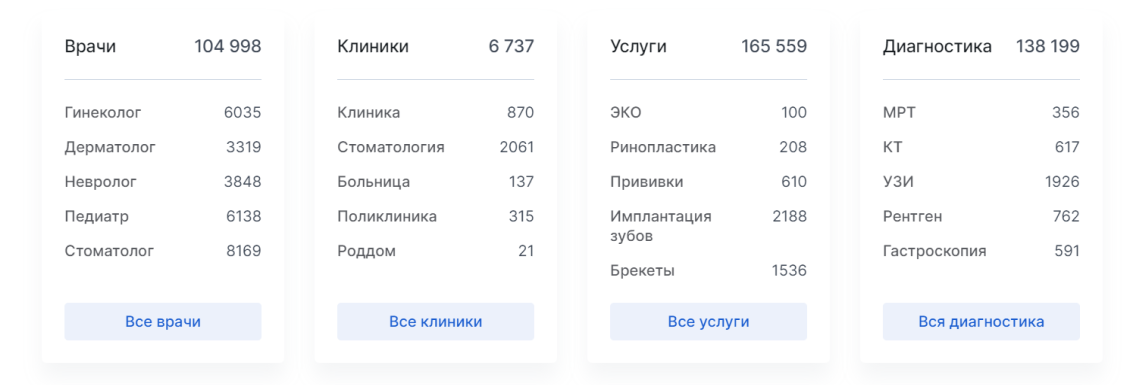 Врачи 104 998
Гинеколог 6035
Дерматолог 3319
Невролог 3848
Педиатр 6138
Стоматолог 8169
Все врачи
Клиники 6 737
Клиника 870
Стоматология 2061
Больница 137
Поликлиника 315
Роддом 21
Все клиники
Услуги 165 559
ЭКО 100
Ринопластика 208
Прививки 610
Имплантация 2188
зубов
Брекеты 1536
Все услуги
Диагностика 138 199
МРТ 356
КТ 617
УЗИ 1926
Рентген 762
Гастроскопия 591
Вся диагностика